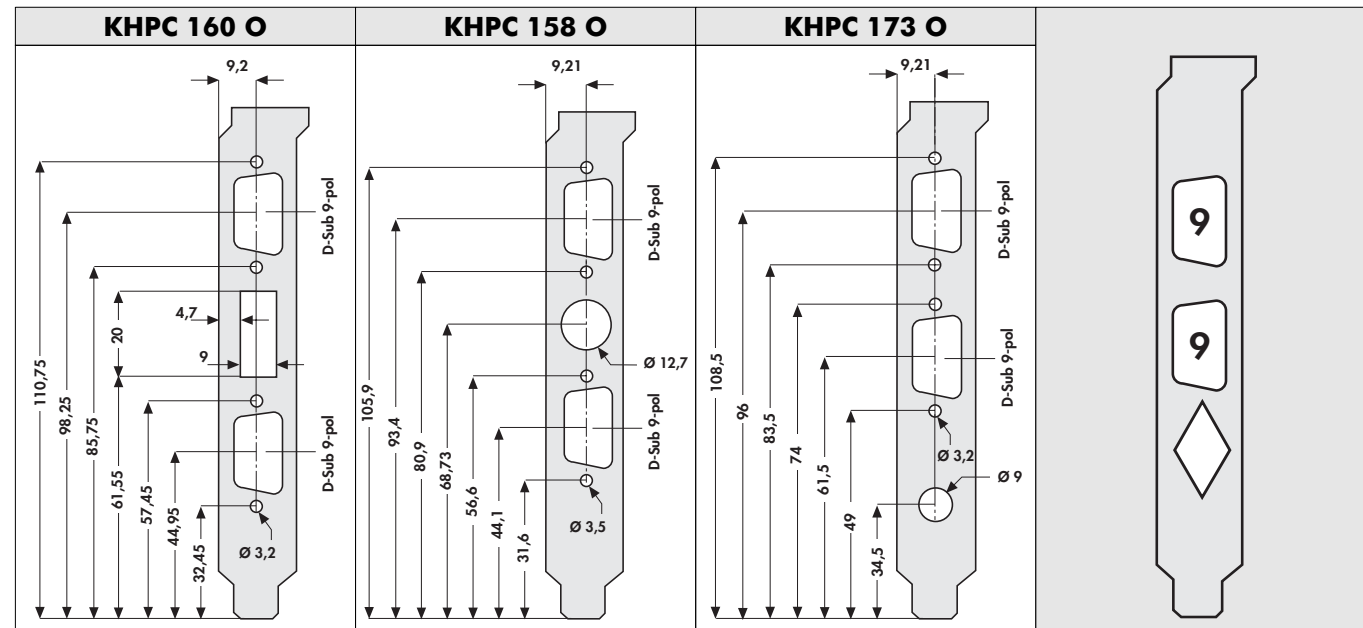 KHPC 160 O
9,2
D-Sub 9-pol
4,7
20
9
110,75
98,25
85,75
61,55
57,45
44,95
32,45
D-Sub 9-pol
Ø 3,2
KHPC 158 O
9,21
D-Sub 9-pol
Ø 12,7
105,9
93,4
80,9
68,73
56,6
44,1
31,6
D-Sub 9-pol
Ø 3,5
KHPC 173 O
9,21
D-Sub 9-pol
108,5
96
83,5
74
61,5
49
34,5
D-Sub 9-pol
Ø 3,2
Ø 9
9
9